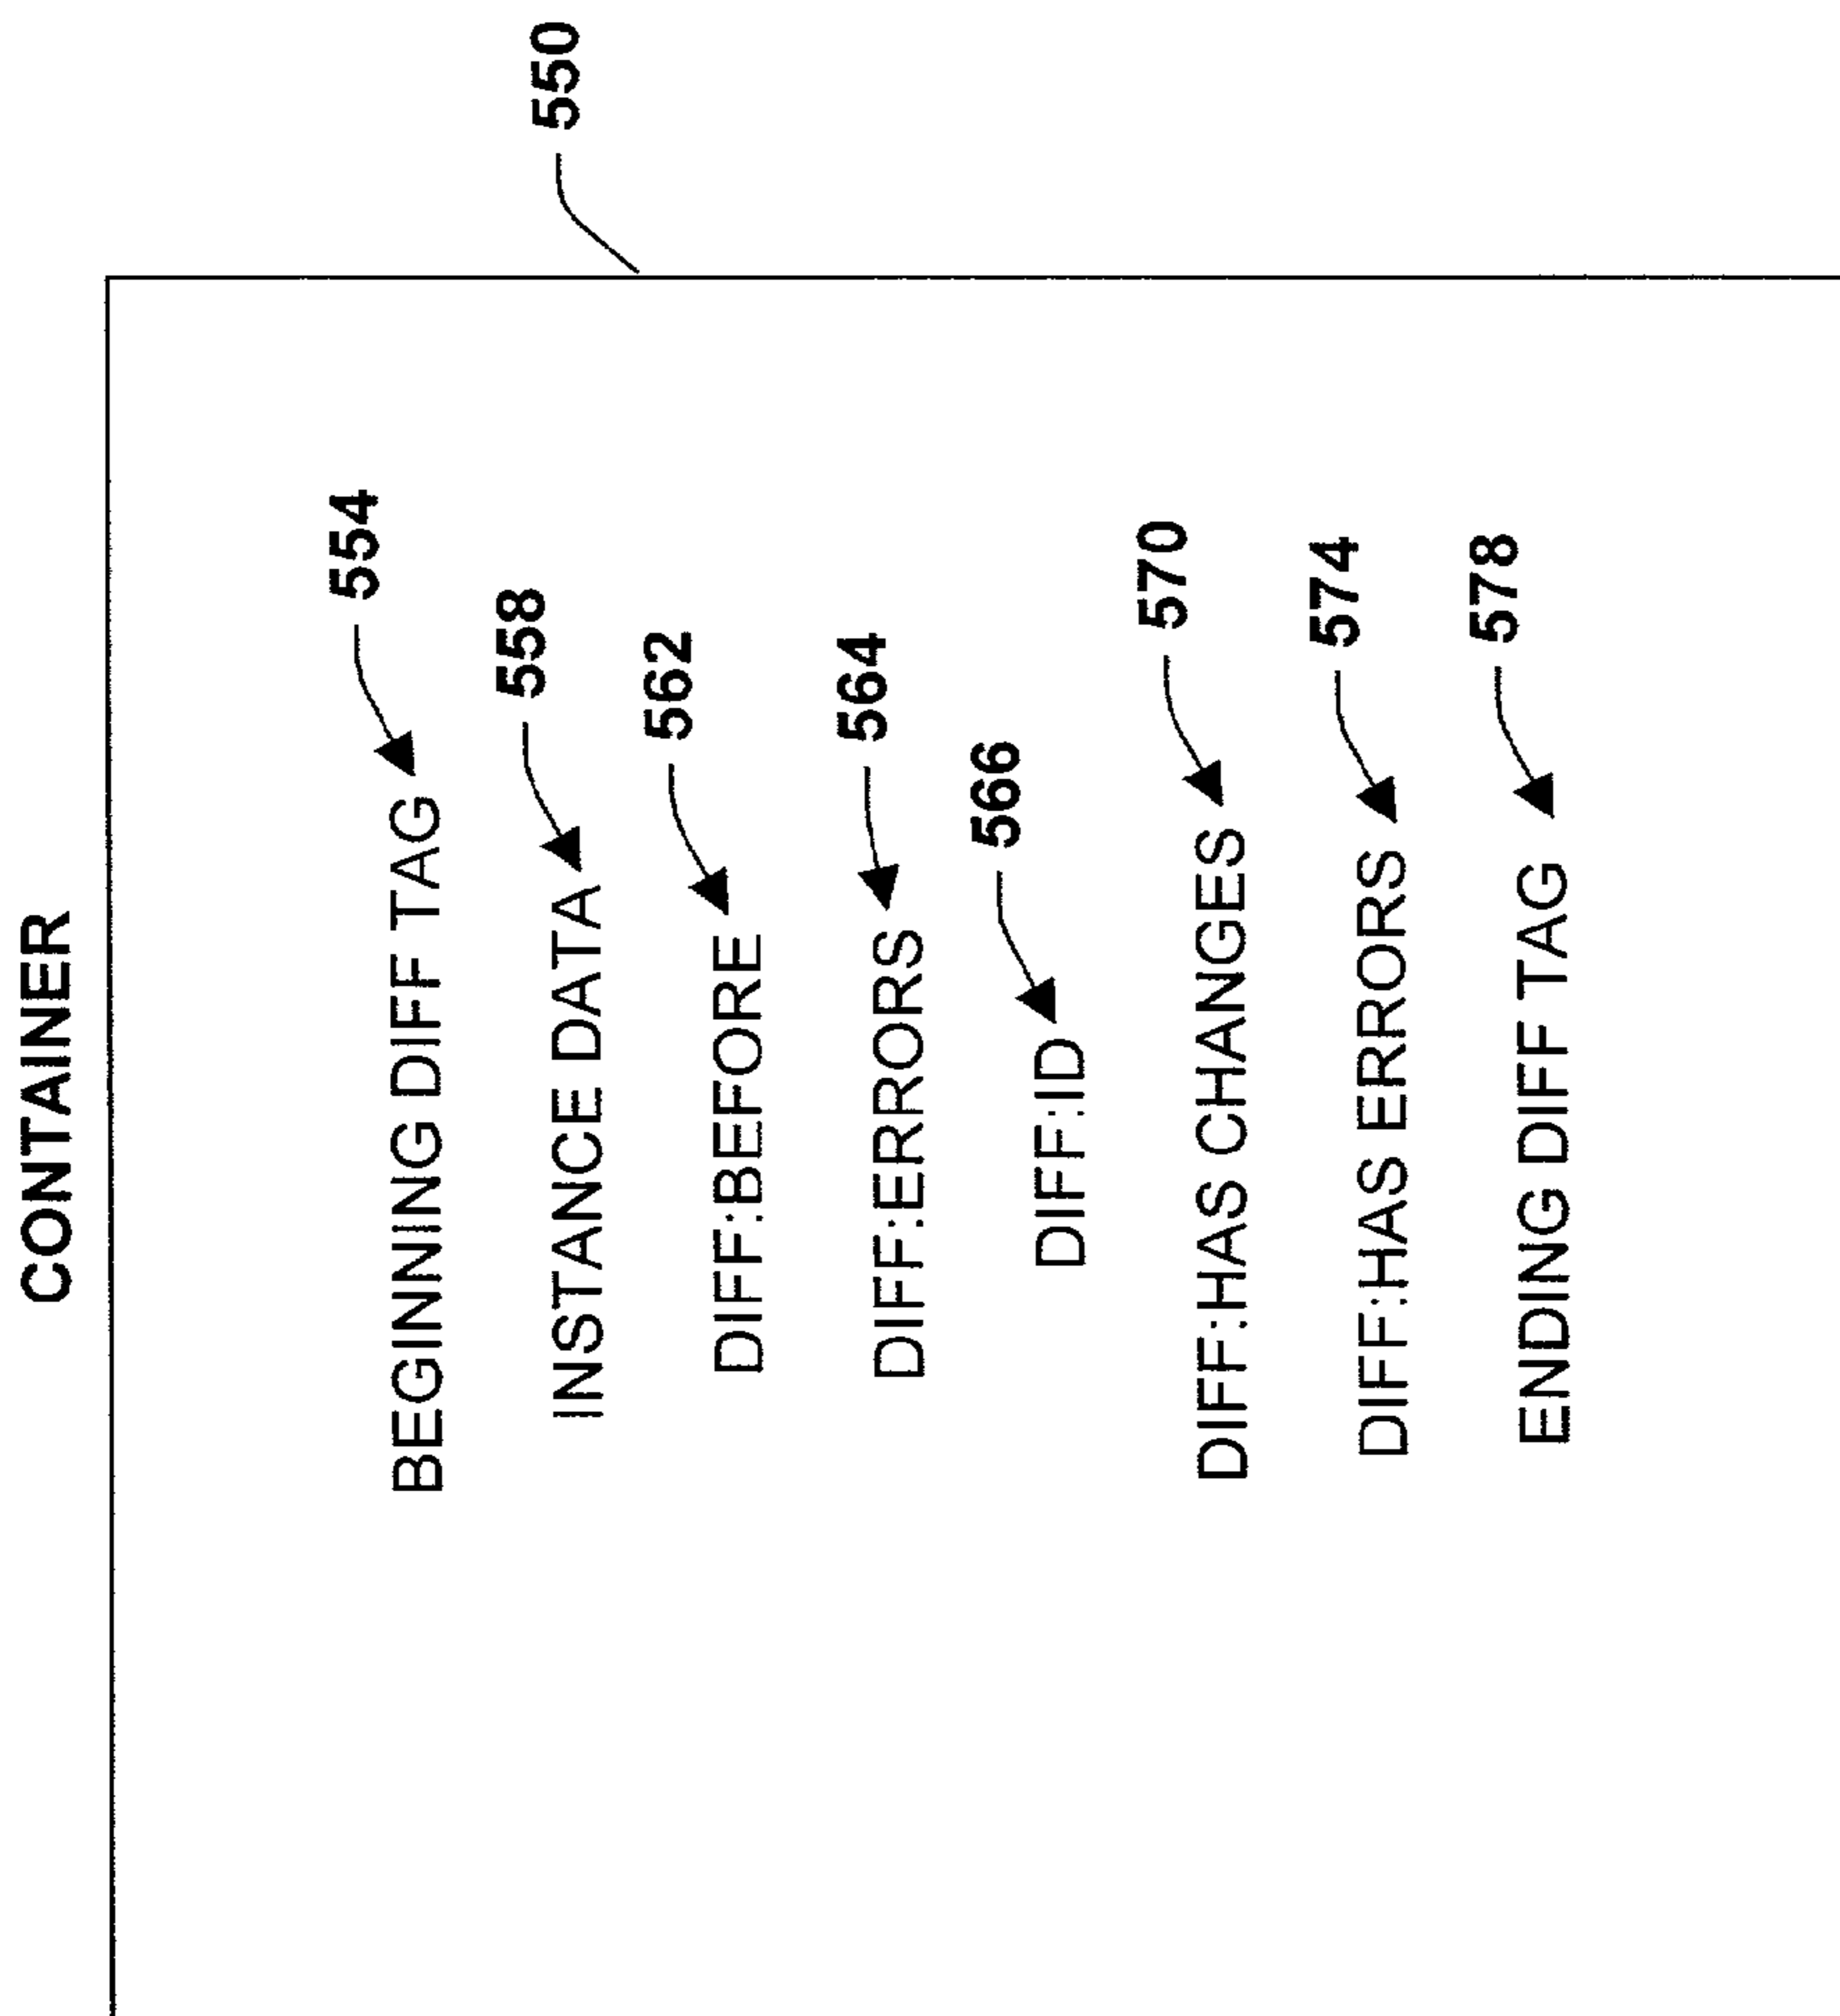 CONTAINER
550
BEGINNING DIFF TAG 554
INSTANCE DATA 558
DIFF:BEFORE 562
DIFF:ERRORS 564
DIFF:ID 566
DIFF:HAS CHANGES 570
DIFF:HAS ERRORS 574
ENDING DIFF TAG 578